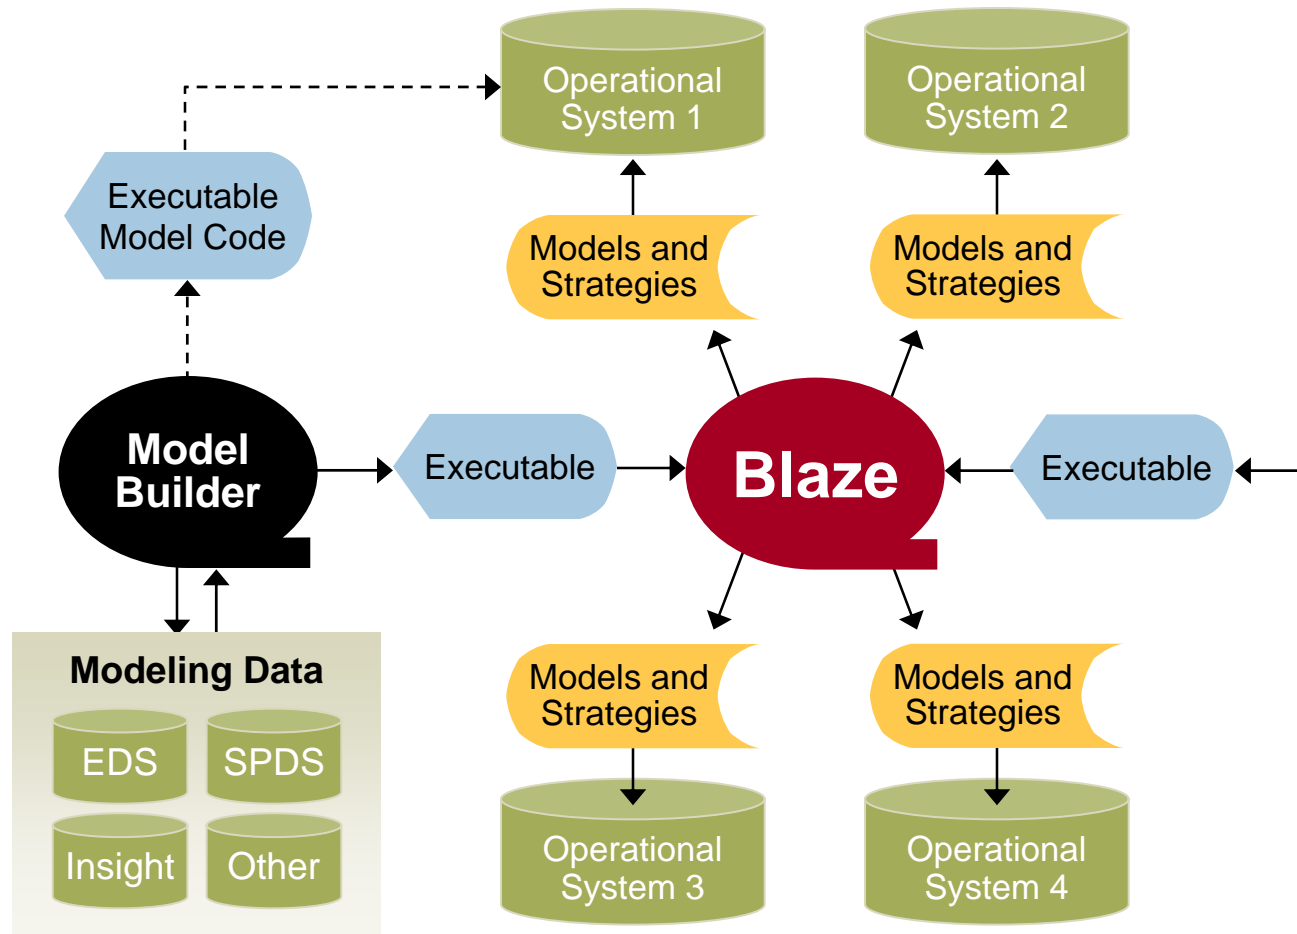 Operational
System 1
Operational
System 2
Executable
Model Code
Models and
Strategies
Models and
Strategies
Model
Builder
Executable
Blaze
Executable
Modeling Data
EDS
SPDS
Insight
Other
Models and
Strategies
Models and
Strategies
Operational
System 3
Operational
System 4